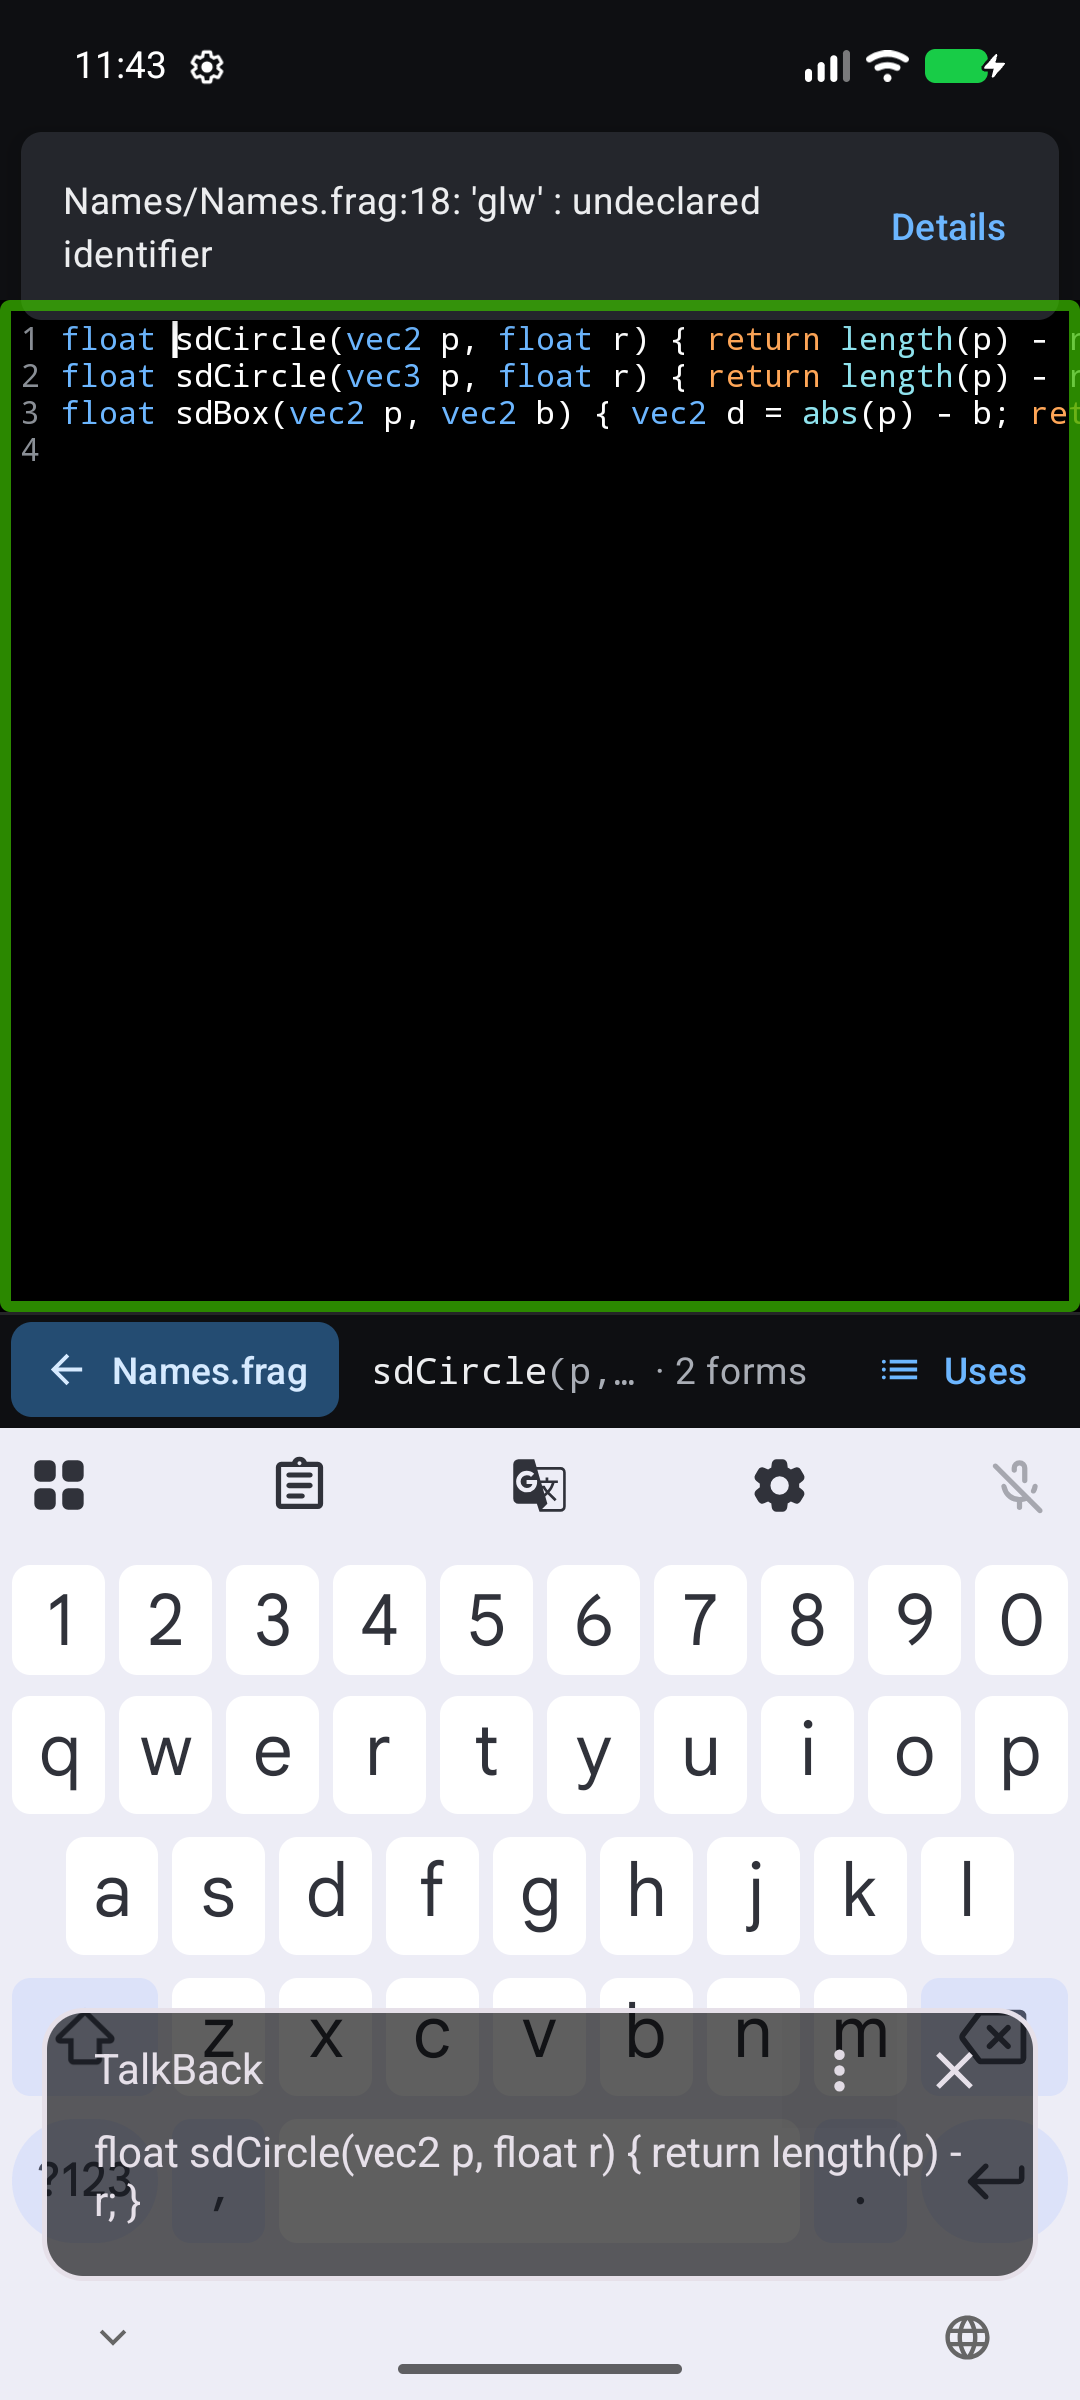 11:43
Names/Names.frag:18: 'glw' : undeclared
identifier
Details
1 float sdCircle(vec2 p, float r) { return length(p) - r
2 float sdCircle(vec3 p, float r) { return length(p) - r
3 float sdBox(vec2 p, vec2 b) { vec2 d = abs(p) - b; ret
4
Names.frag sdCircle(p,… · 2 forms Uses
1 2 3 4 5 6 7 8 9 0
q w e r t y u i o p
a s d f g h j k l
z x c v b n m
TalkBack
float sdCircle(vec2 p, float r) { return length(p) -
r; }
?123 , .